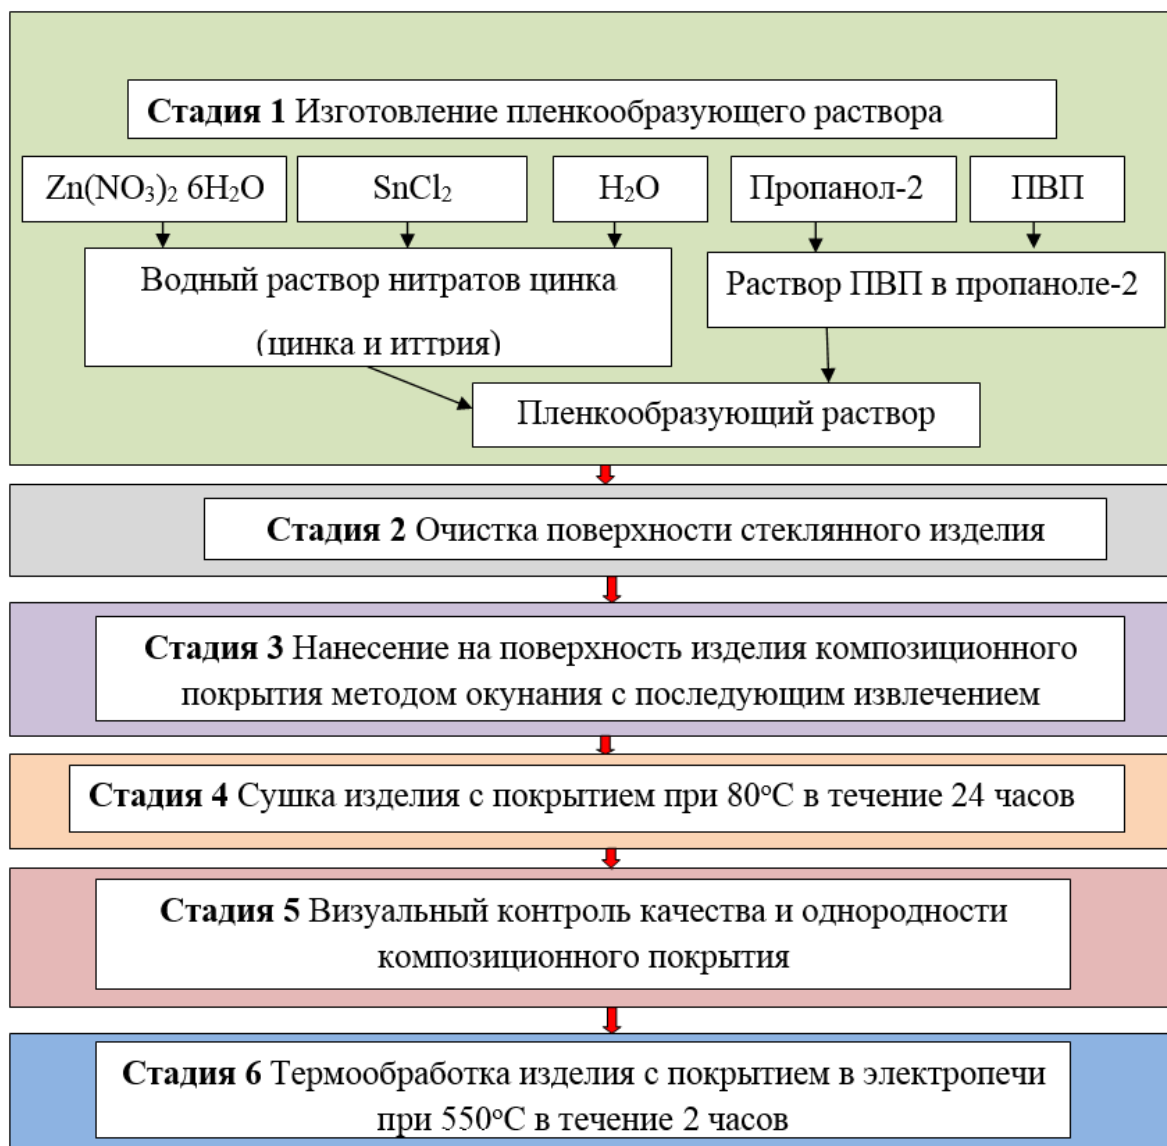 Стадия 1 Изготовление пленкообразующего раствора
Zn(NO₃)₂ 6H₂O
SnCl₂
H₂O
Пропанол-2
ПВП
Водный раствор нитратов цинка
(цинка и иттрия)
Раствор ПВП в пропаноле-2
Пленкообразующий раствор
Стадия 2 Очистка поверхности стеклянного изделия
Стадия 3 Нанесение на поверхность изделия композиционного
покрытия методом окунания с последующим извлечением
Стадия 4 Сушка изделия с покрытием при 80°С в течение 24 часов
Стадия 5 Визуальный контроль качества и однородности
композиционного покрытия
Стадия 6 Термообработка изделия с покрытием в электропечи
при 550°С в течение 2 часов